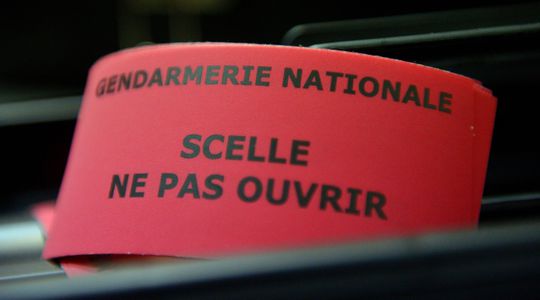 GENDARMERIE NATIONALE
SCELLE
NE PAS OUVRIR